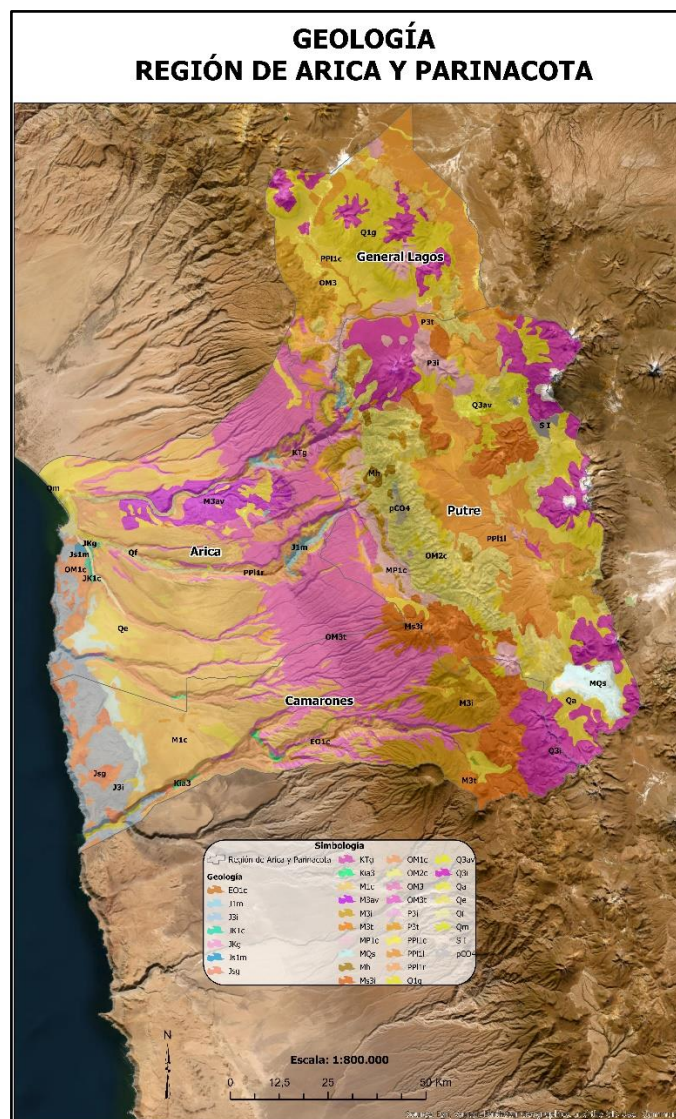 GEOLOGÍA
REGIÓN DE ARICA Y PARINACOTA
Q1g
General Lagos
PPl1c
OM3
P3t
P3i
Q3av
S I
KTg
Mh
M3av
pCO4
Putre
Qm
JKg
Js1m
Qf
Arica
J1m
PPl1l
OM1c
JK1c
PPl1r
MP1c
OM2c
Qe
Ms3i
OM3t
MQs
Camarones
M3i
Qa
M1c
EO1c
Q3i
Jsg
Kia3
M3t
J3i
Simbología
Región de Arica y Parinacota
Geología
EO1c
J1m
J3i
JK1c
JKg
Js1m
Jsg
KTg
Kia3
M1c
M3av
M3i
M3t
MP1c
MQs
Mh
Ms3i
OM1c
OM2c
OM3
OM3t
P3i
P3t
PPl1c
PPl1l
PPl1r
Q1g
Q3av
Q3i
Qa
Qe
Qf
Qm
S I
pCO4
N
Escala: 1:800.000
0 12,5 25 50 Km